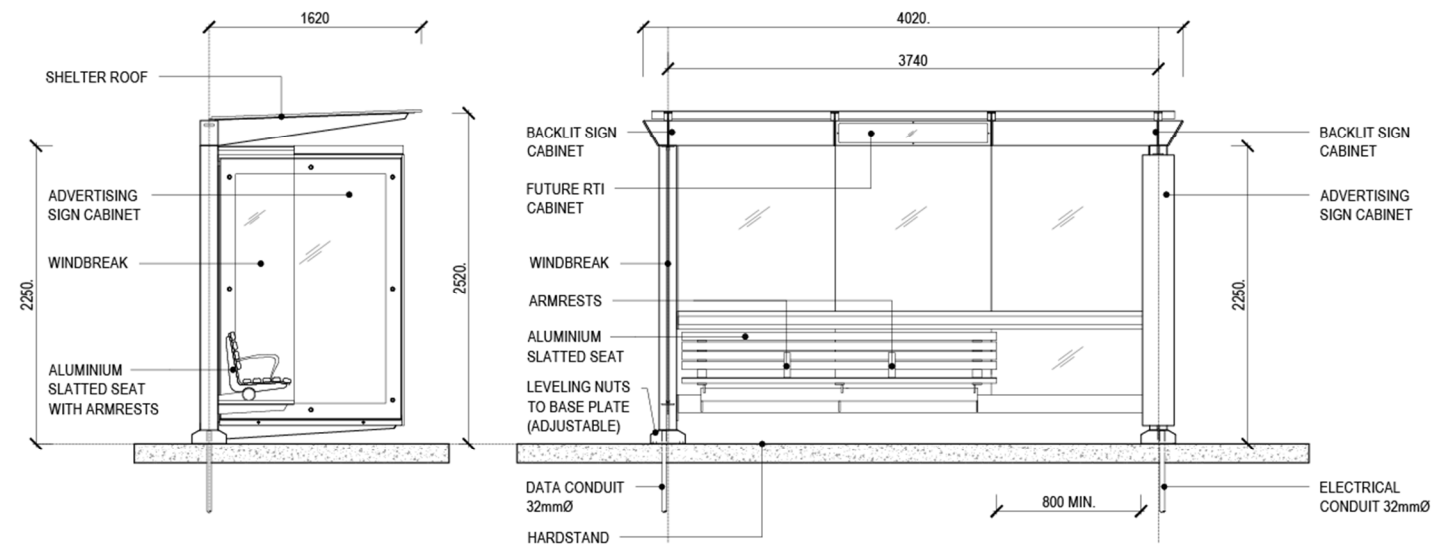 1620
SHELTER ROOF
ADVERTISING
SIGN CABINET
WINDBREAK
2250.
2520.
ALUMINIUM
SLATTED SEAT
WITH ARMRESTS
4020.
3740
BACKLIT SIGN
CABINET
FUTURE RTI
CABINET
WINDBREAK
ARMRESTS
ALUMINIUM
SLATTED SEAT
LEVELING NUTS
TO BASE PLATE
(ADJUSTABLE)
DATA CONDUIT
32mmØ
HARDSTAND
BACKLIT SIGN
CABINET
ADVERTISING
SIGN CABINET
2250.
800 MIN.
ELECTRICAL
CONDUIT 32mmØ